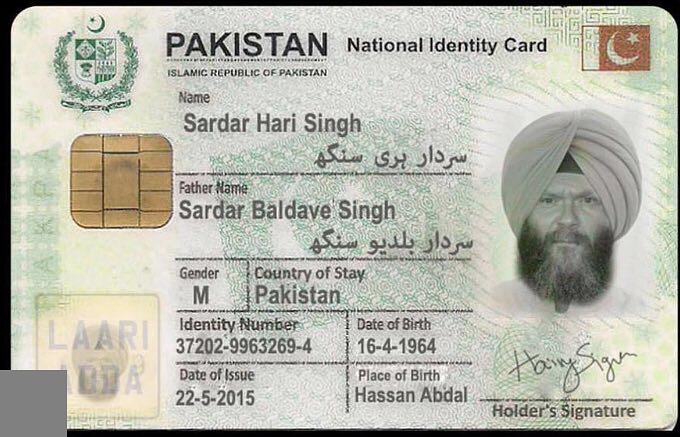 PAKISTAN National Identity Card
ISLAMIC REPUBLIC OF PAKISTAN
Name
Sardar Hari Singh
سردار ہری سنگھ
Father Name
Sardar Baldave Singh
سردار بلدیو سنگھ
Gender Country of Stay
M Pakistan
Identity Number Date of Birth
37202-9963269-4 16-4-1964
Date of Issue Place of Birth
22-5-2015 Hassan Abdal
LAARI
ADDA
Holder's Signature